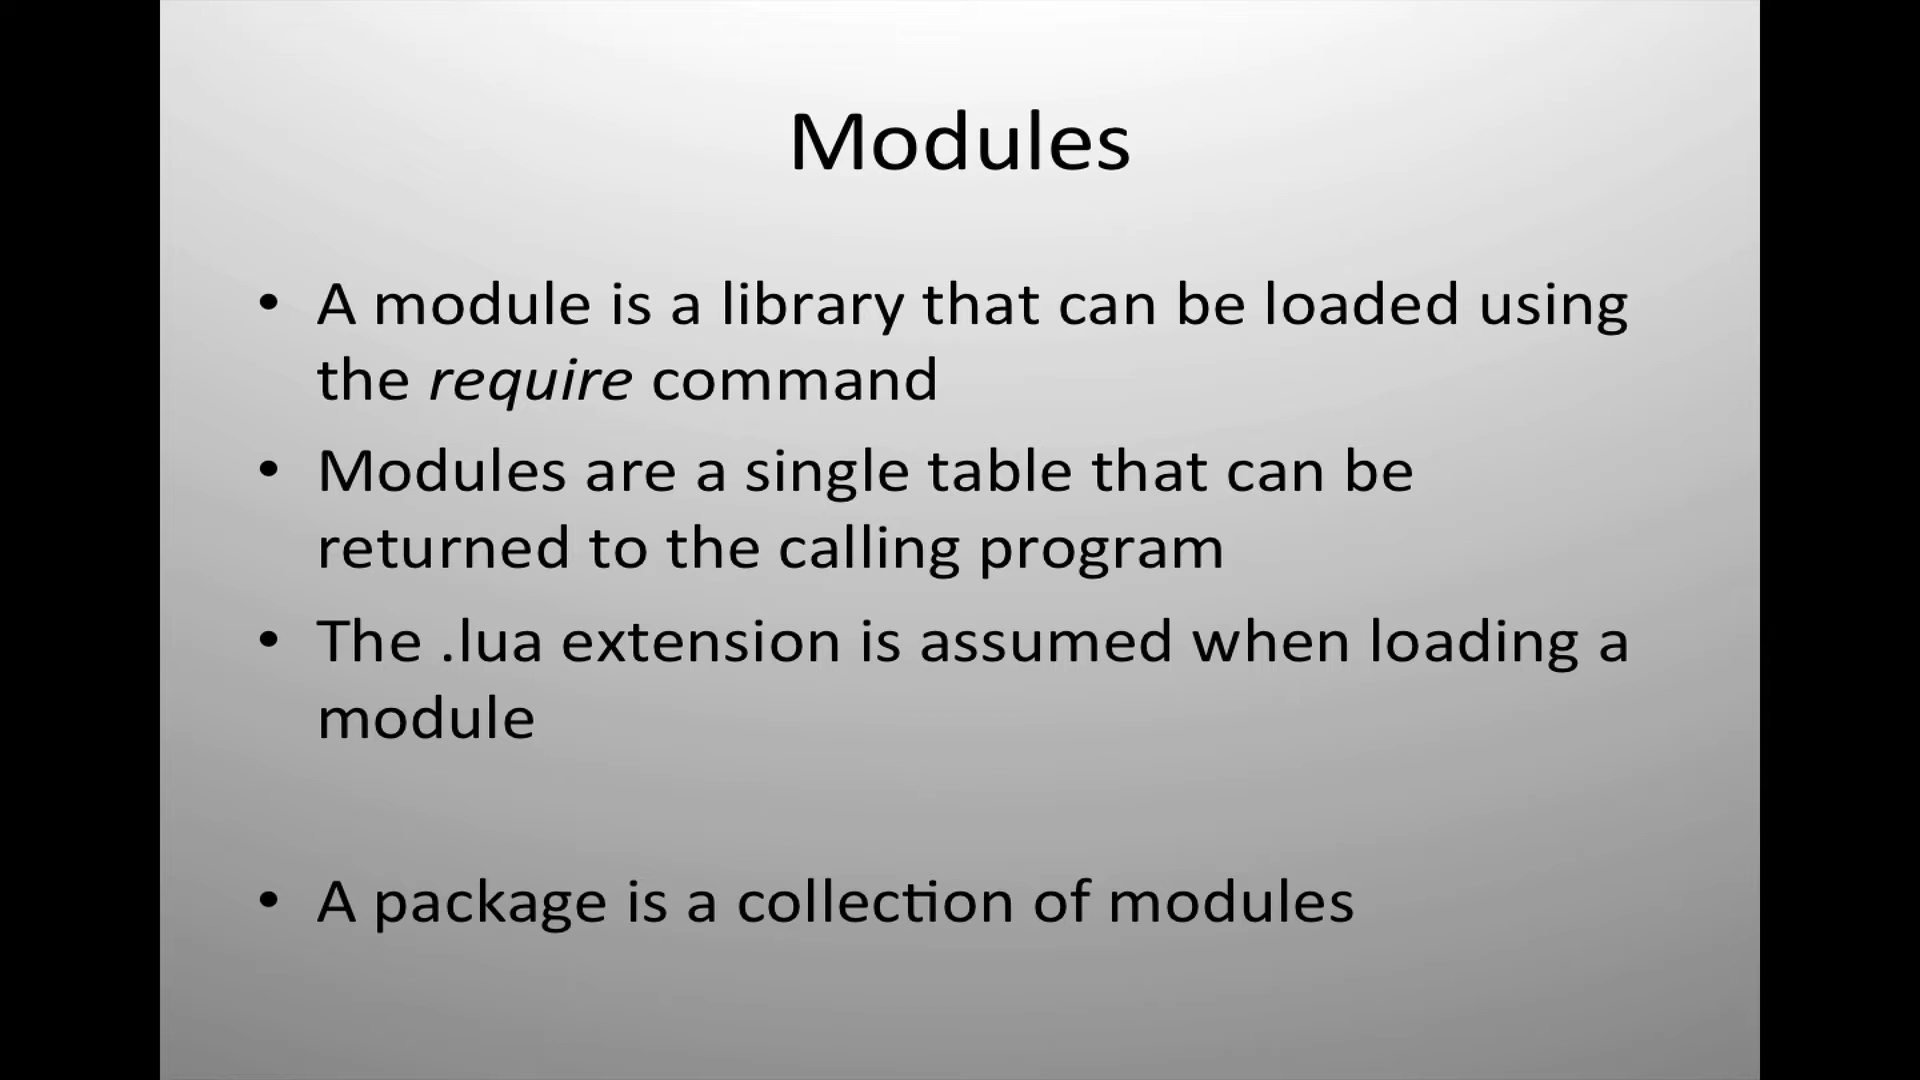 Modules
• A module is a library that can be loaded using
the require command
• Modules are a single table that can be
returned to the calling program
• The .lua extension is assumed when loading a
module
• A package is a collection of modules